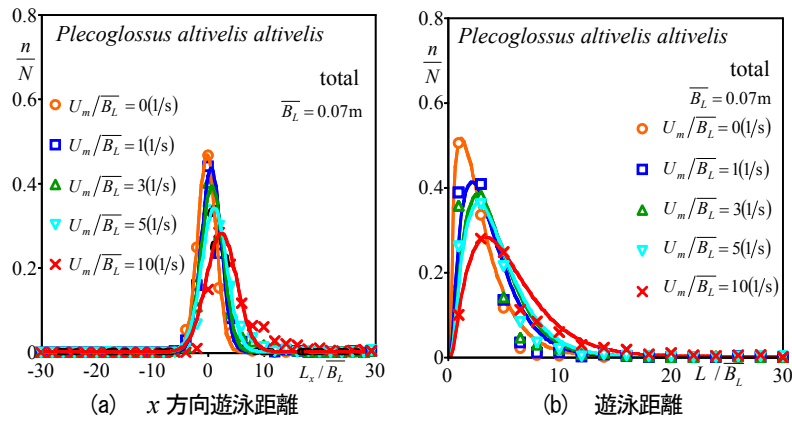 Plecoglossus altivelis altivelis
n/N
total
B_L = 0.07m
U_m/B_L = 0(1/s)
U_m/B_L = 1(1/s)
U_m/B_L = 3(1/s)
U_m/B_L = 5(1/s)
U_m/B_L = 10(1/s)
0.8
0.6
0.4
0.2
0
-30 -20 -10 0 10 L_x/B_L 30
(a) x 方向遊泳距離
Plecoglossus altivelis altivelis
n/N
total
B_L = 0.07m
U_m/B_L = 0(1/s)
U_m/B_L = 1(1/s)
U_m/B_L = 3(1/s)
U_m/B_L = 5(1/s)
U_m/B_L = 10(1/s)
0.8
0.6
0.4
0.2
0
0 5 10 15 20 L/B_L 30
(b) 遊泳距離